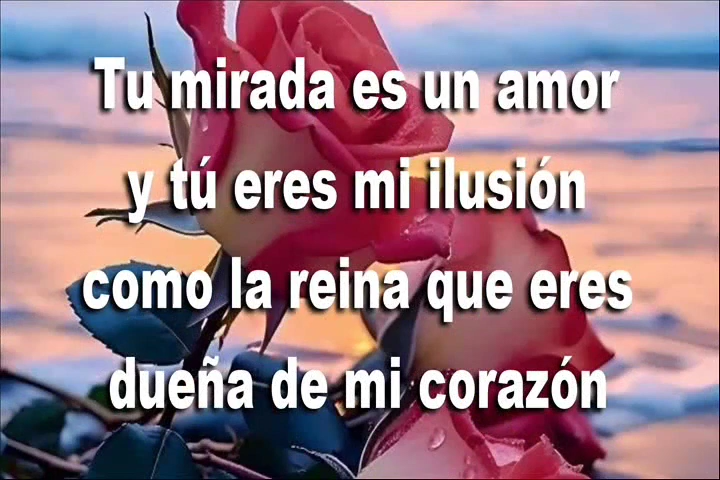 Tu mirada es un amor
y tú eres mi ilusión
como la reina que eres
dueña de mi corazón